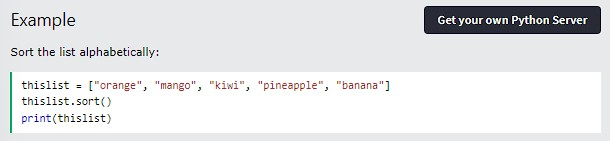 Example
Get your own Python Server
Sort the list alphabetically:
thislist = ["orange", "mango", "kiwi", "pineapple", "banana"]
thislist.sort()
print(thislist)